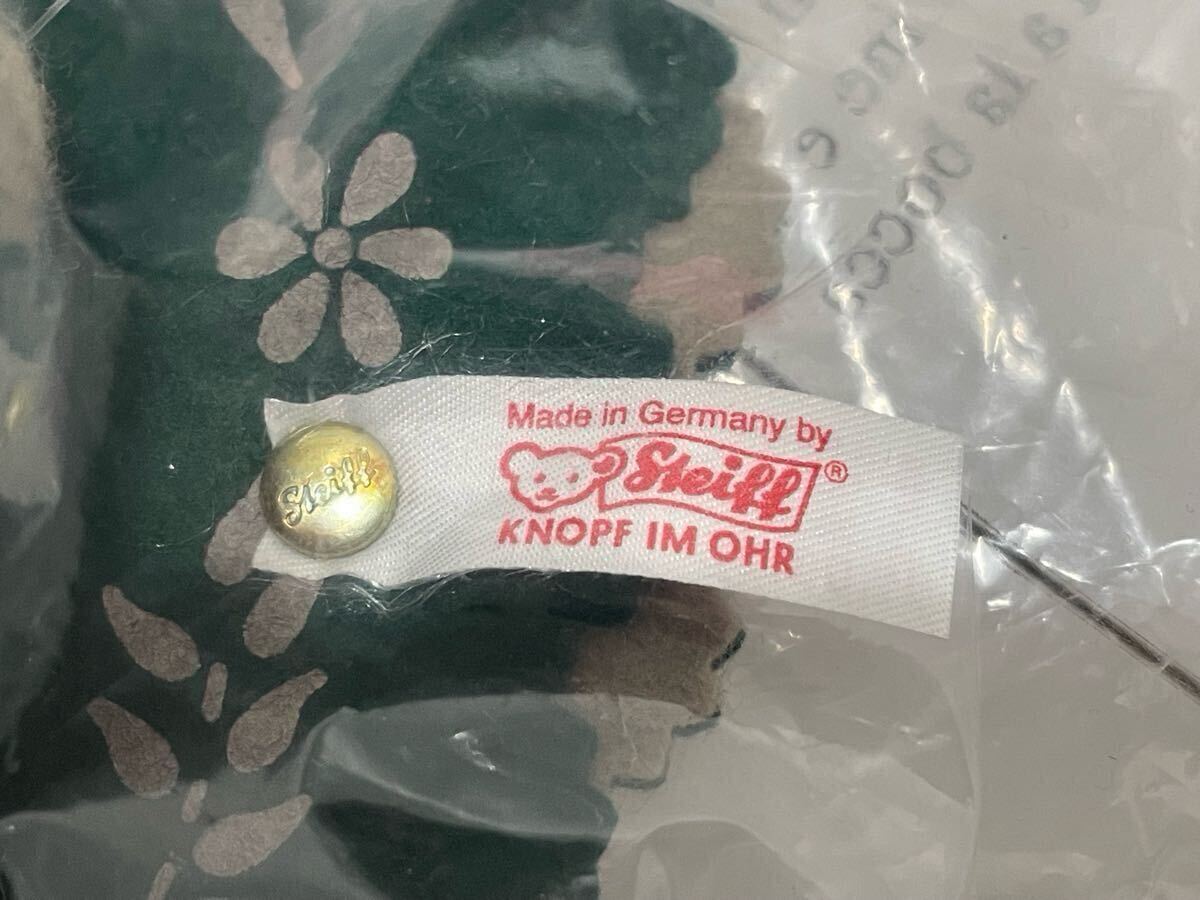 Steiff
Made in Germany by
Steiff®
KNOPF IM OHR